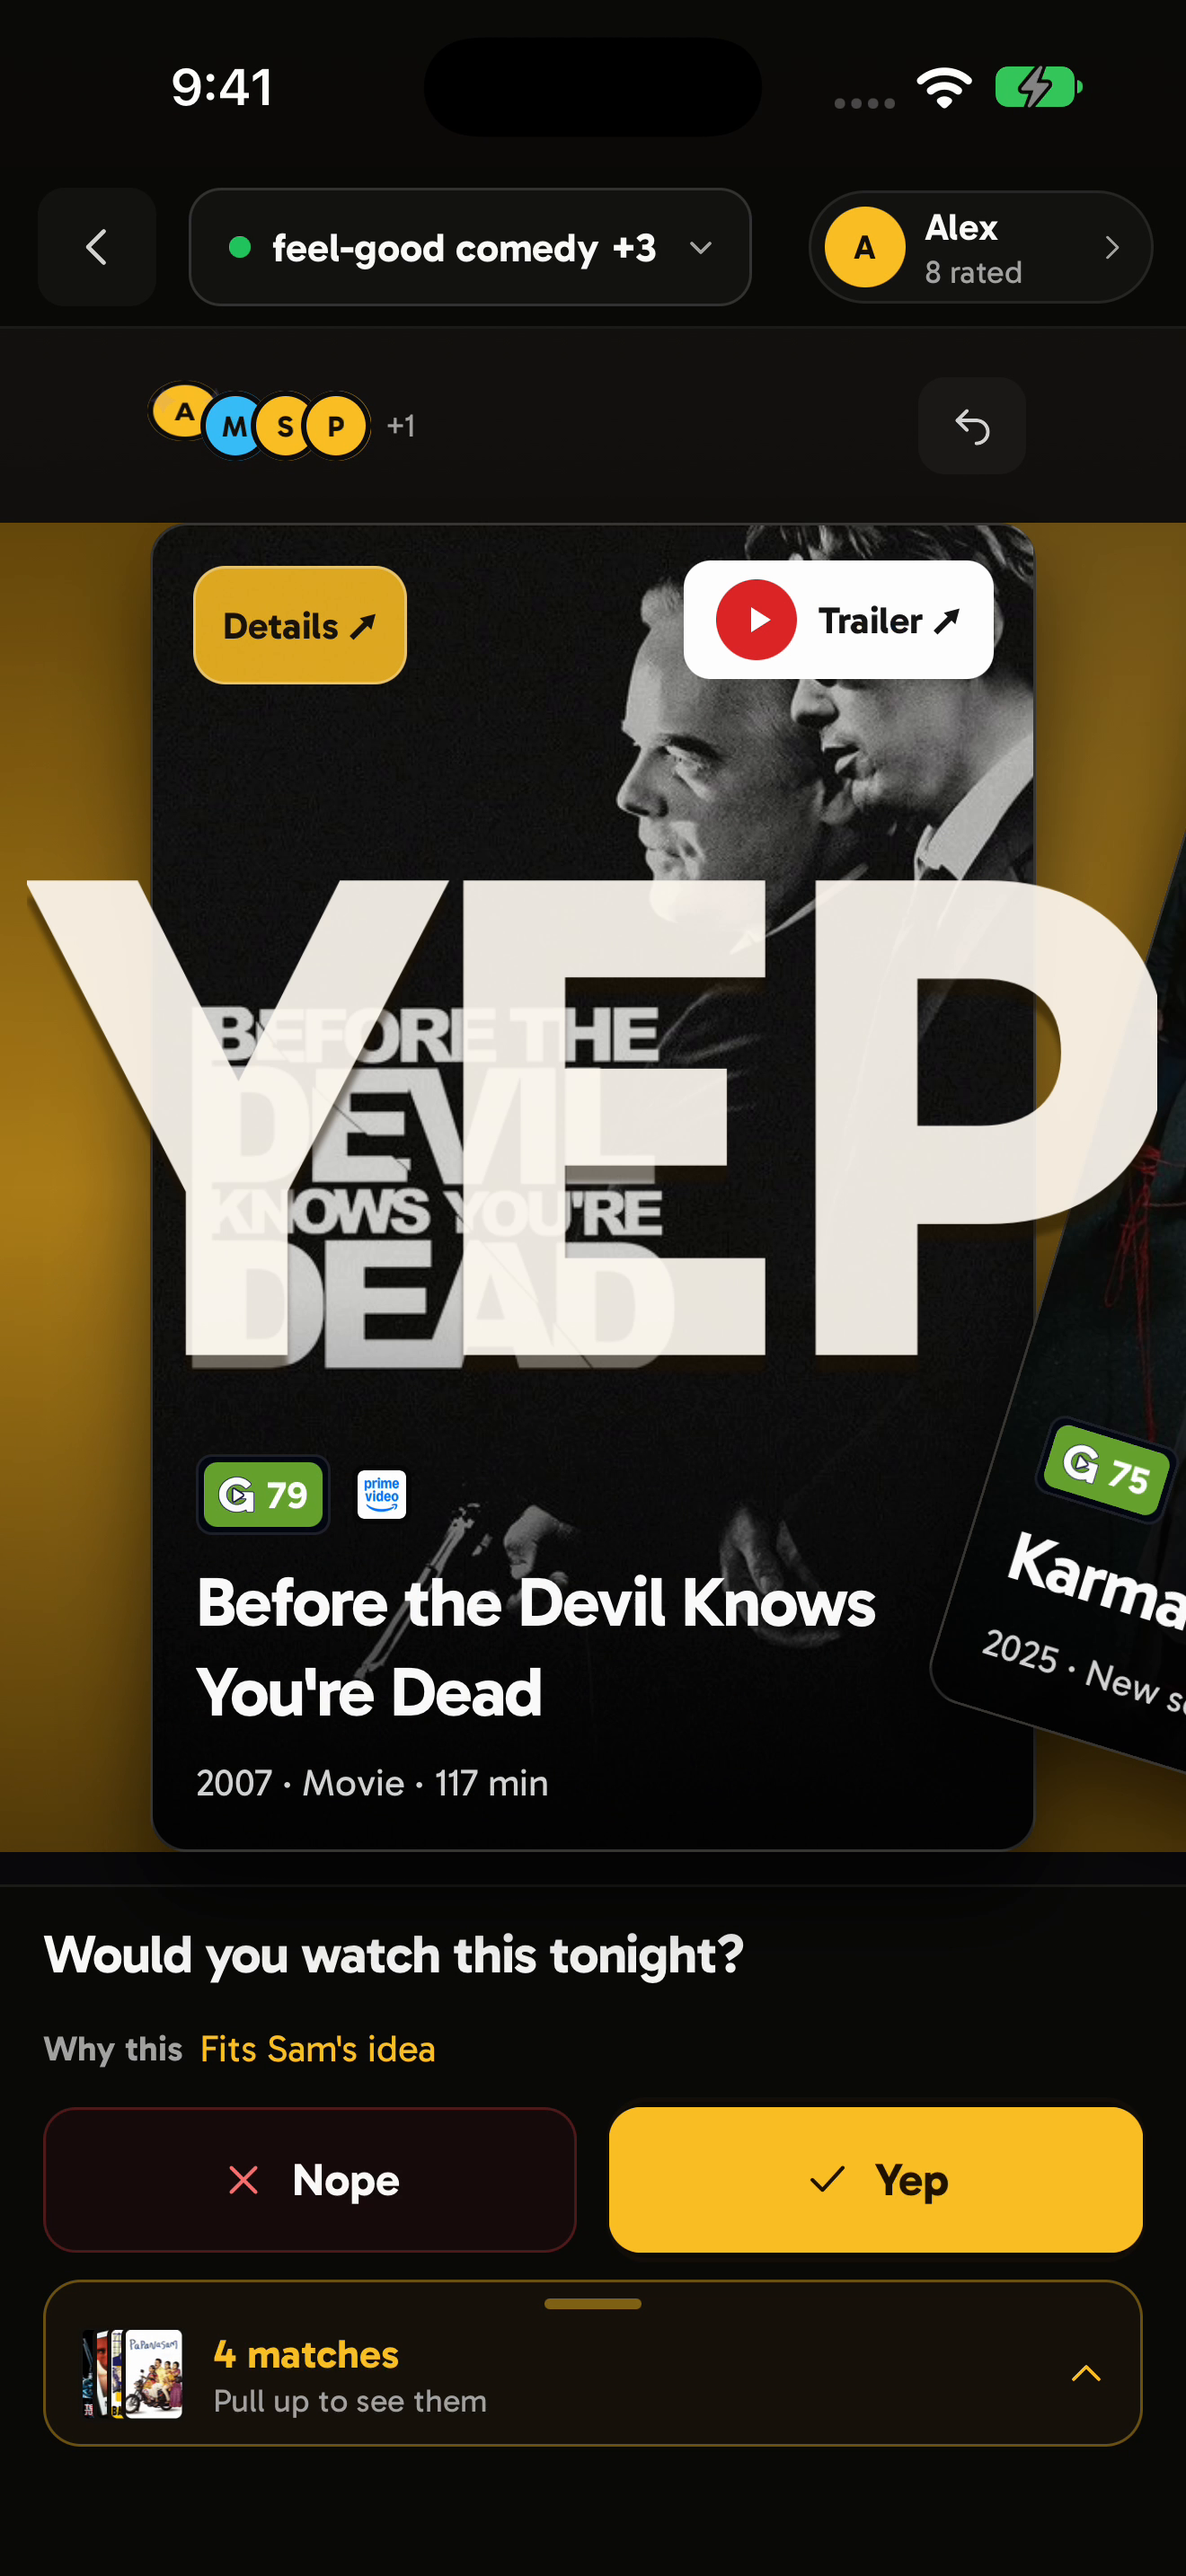 9:41
feel-good comedy +3
A
Alex
8 rated
A M S P +1
Details ↗
Trailer ↗
YEP
BEFORE THE
DEVIL
KNOWS YOU'RE
DEAD
G 79
prime video
G 75
Before the Devil Knows
You're Dead
2007 · Movie · 117 min
Karma
2025 · New
Would you watch this tonight?
Why this Fits Sam's idea
Nope
Yep
Papanasam
4 matches
Pull up to see them